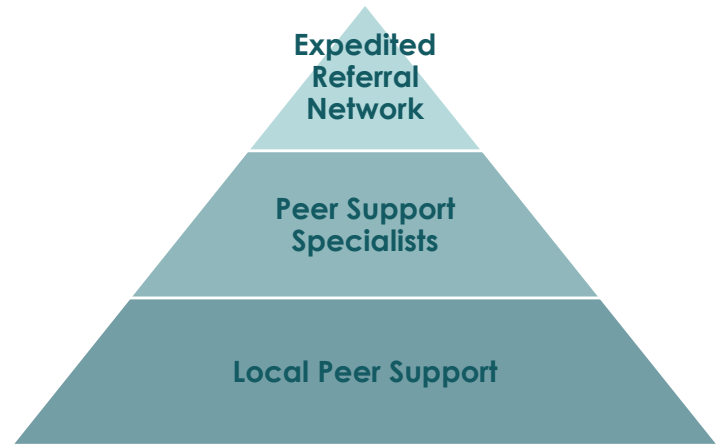 Expedited
Referral
Network
Peer Support
Specialists
Local Peer Support